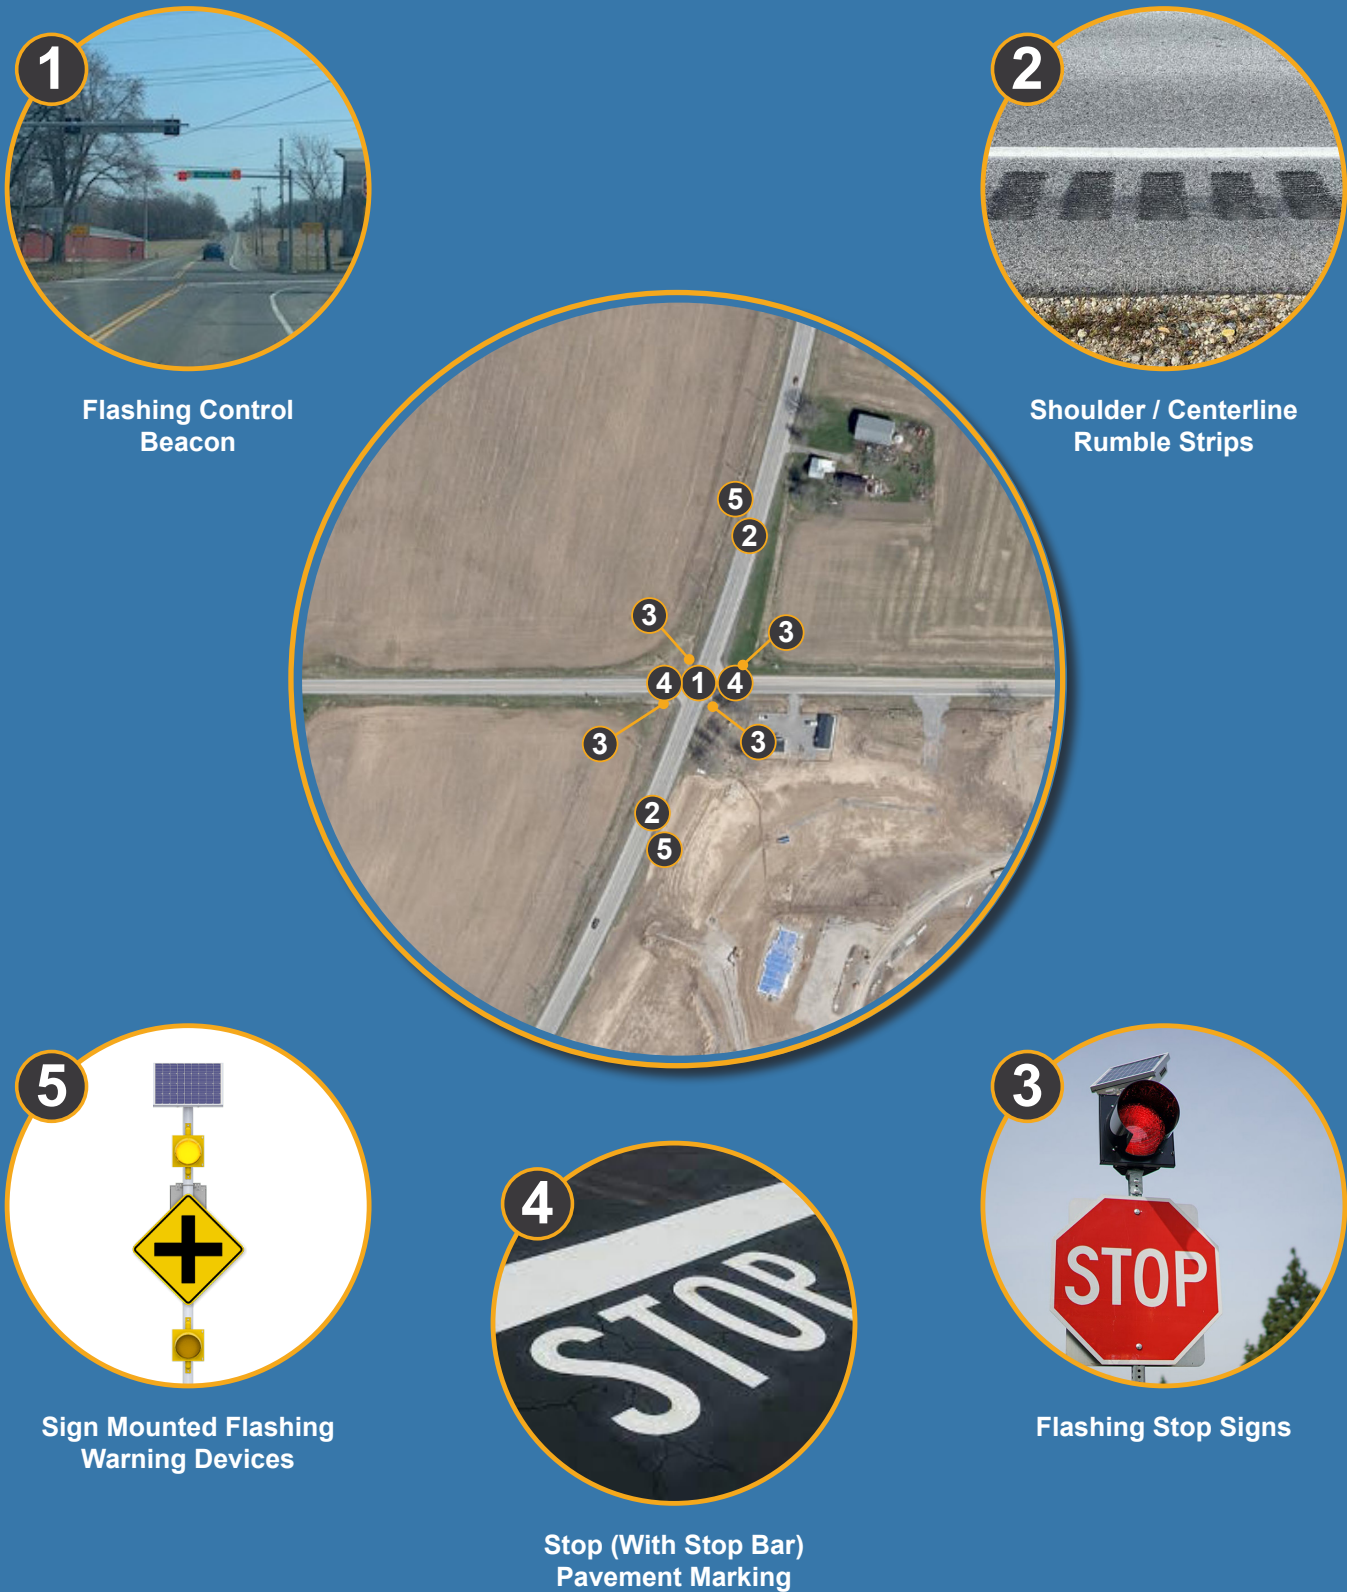 1
2
Flashing Control
Beacon
Shoulder / Centerline
Rumble Strips
5
2
3
3
4
1
4
3
3
2
5
5
3
STOP
4
STOP
Sign Mounted Flashing
Warning Devices
Flashing Stop Signs
Stop (With Stop Bar)
Pavement Marking